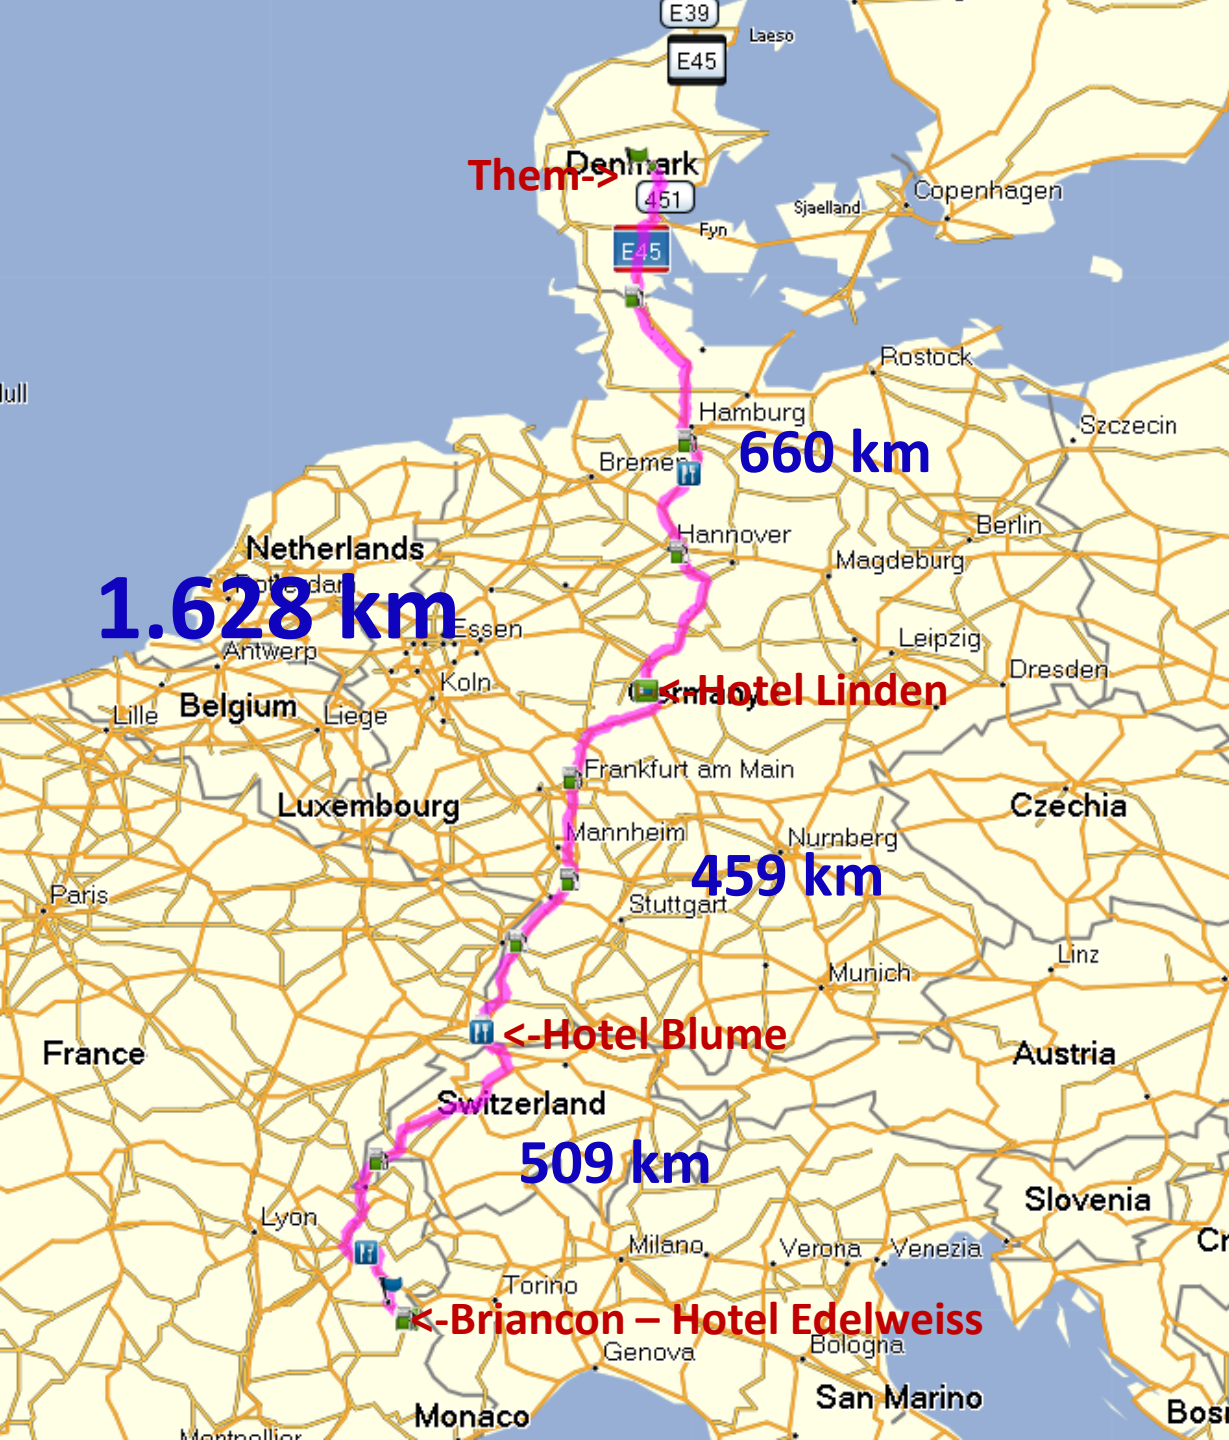 E39
Laeso
E45
Denmark
Them->
451
Copenhagen
Sjaelland
Fyn
E45
Rostock
Hamburg
Szczecin
660 km
Bremen
Berlin
Hannover
Netherlands
Magdeburg
Rotterdam
1.628 km
Essen
Leipzig
Antwerp
Dresden
Koln
Germany
<-Hotel Linden
Belgium
Lille
Liege
Frankfurt am Main
Luxembourg
Czechia
Mannheim
Nurnberg
459 km
Paris
Stuttgart
Linz
Munich
<-Hotel Blume
France
Austria
Switzerland
509 km
Slovenia
Lyon
Milano
Verona
Venezia
Torino
<-Briancon – Hotel Edelweiss
Bologna
Genova
San Marino
Monaco